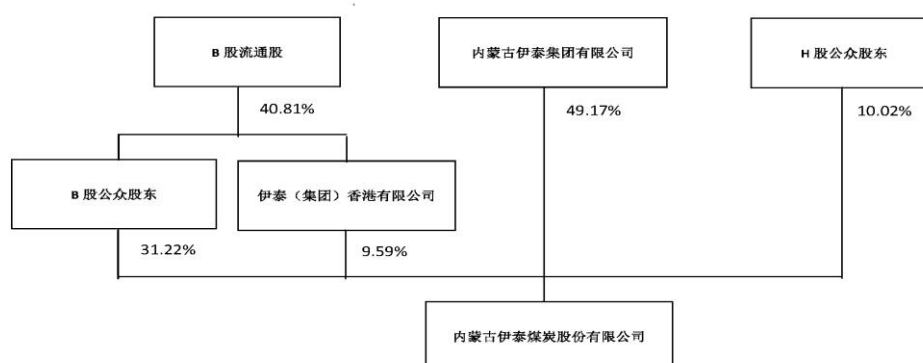 B 股流通股
内蒙古伊泰集团有限公司
H 股公众股东
40.81%
49.17%
10.02%
B 股公众股东
伊泰（集团）香港有限公司
31.22%
9.59%
内蒙古伊泰煤炭股份有限公司